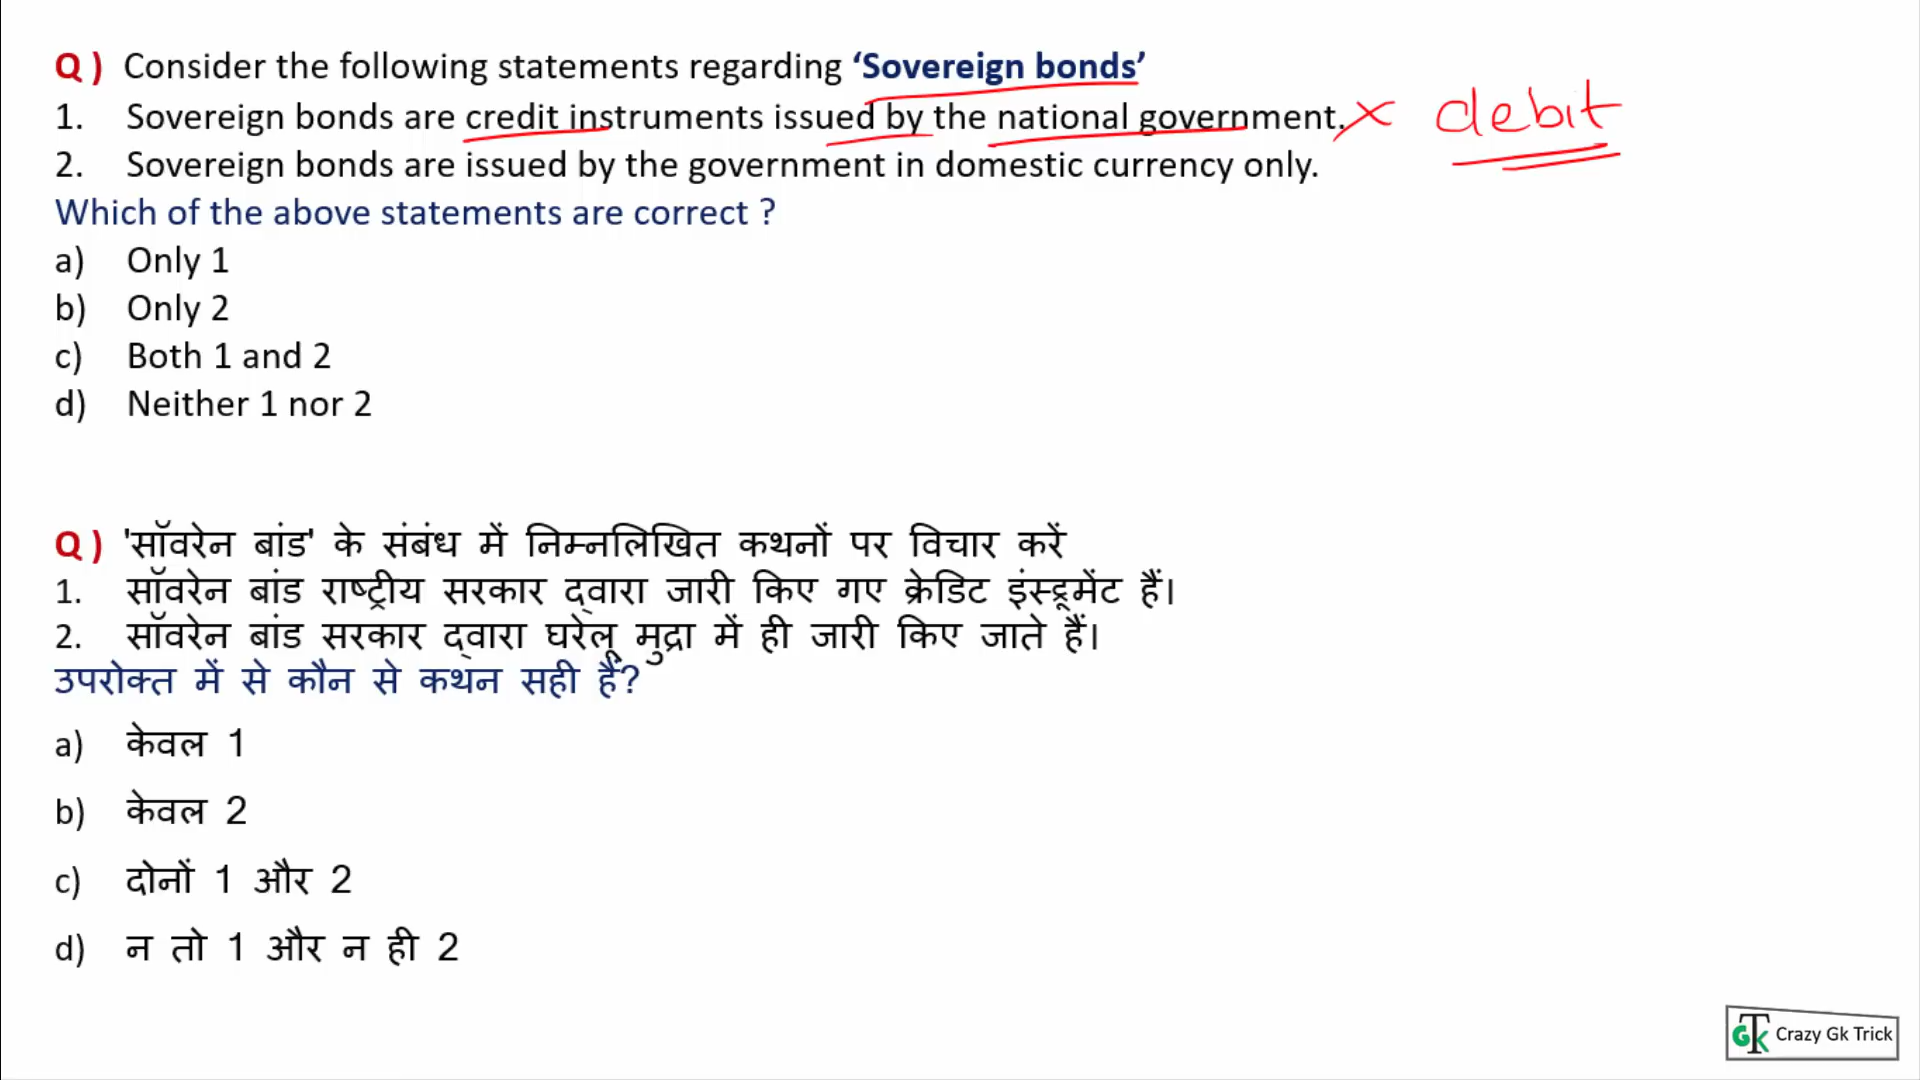 Q ) Consider the following statements regarding ‘Sovereign bonds’
1. Sovereign bonds are credit instruments issued by the national government. × debit
2. Sovereign bonds are issued by the government in domestic currency only.
Which of the above statements are correct ?
a) Only 1
b) Only 2
c) Both 1 and 2
d) Neither 1 nor 2
Q ) 'सॉवरेन बांड' के संबंध में निम्नलिखित कथनों पर विचार करें
1. सॉवरेन बांड राष्ट्रीय सरकार द्वारा जारी किए गए क्रेडिट इंस्ट्रूमेंट हैं।
2. सॉवरेन बांड सरकार द्वारा घरेलू मुद्रा में ही जारी किए जाते हैं।
उपरोक्त में से कौन से कथन सही हैं?
a) केवल 1
b) केवल 2
c) दोनों 1 और 2
d) न तो 1 और न ही 2
GTK Crazy Gk Trick